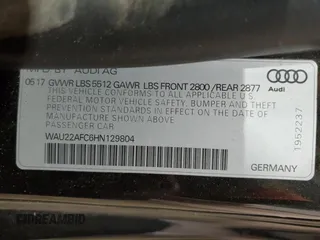 MFD BY AUDI AG
05 17 GVWR LBS 5512 GAWR LBS FRONT 2800 /REAR 2877
THIS VEHICLE CONFORMS TO ALL APPLICABLE U.S.
FEDERAL MOTOR VEHICLE SAFETY, BUMPER AND THEFT
PREVENTION STANDARDS IN EFFECT ON THE DATE OF
MANUFACTURE SHOWN ABOVE.
PASSENGER CAR
WAU22AFC6HN129804
GERMANY
Audi
1952237
BIDREAMBID